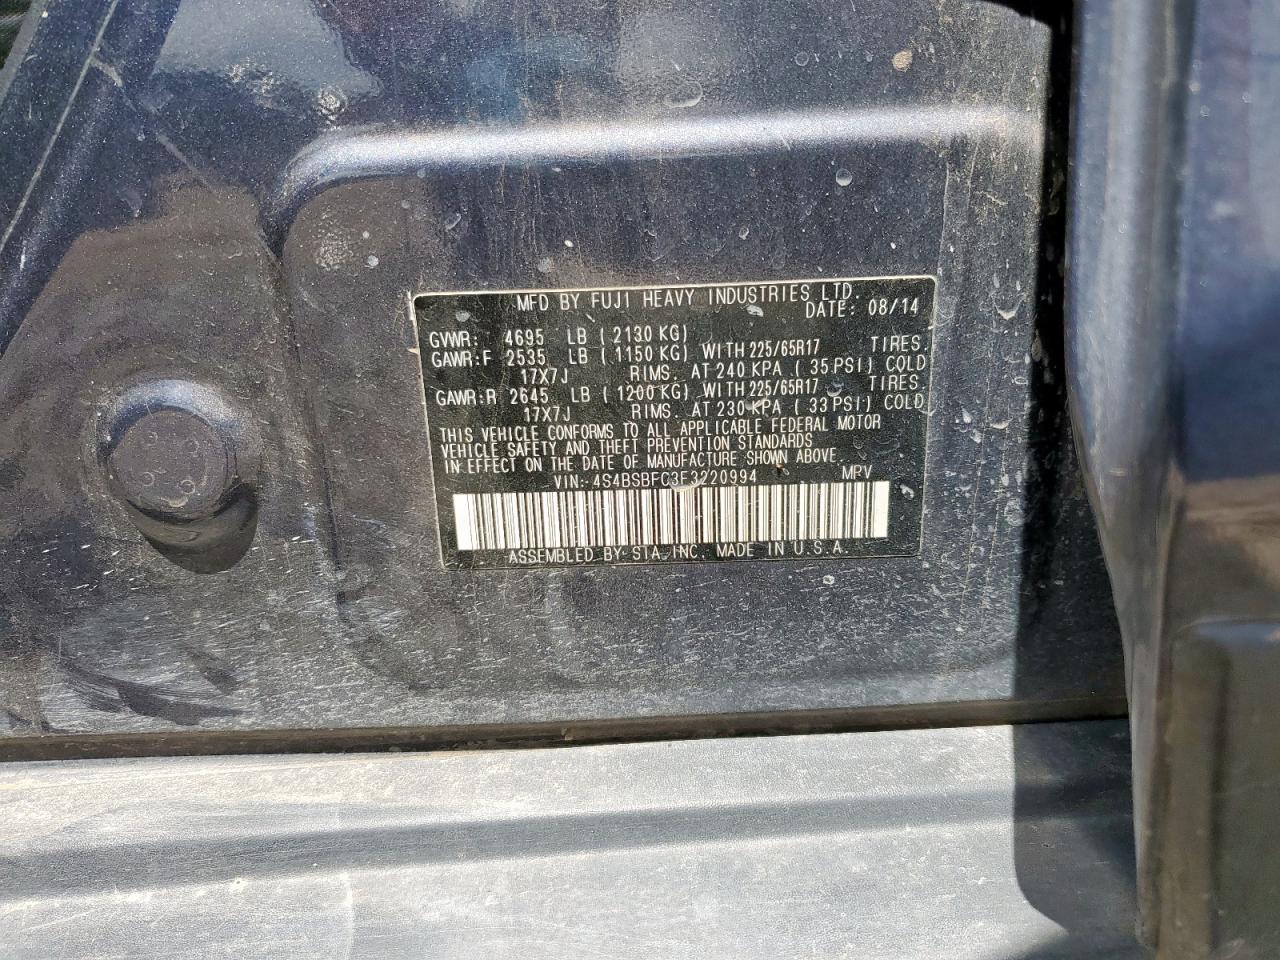 MFD BY FUJI HEAVY INDUSTRIES LTD.
DATE: 08/14
GVWR: 4695 LB (2130 KG)
GAWR:F 2535 LB (1150 KG) WITH 225/65R17 TIRES.
17X7J RIMS. AT 240 KPA (35 PSI) COLD
GAWR:R 2645 LB (1200 KG) WITH 225/65R17 TIRES.
17X7J RIMS. AT 230 KPA (33 PSI) COLD.
THIS VEHICLE CONFORMS TO ALL APPLICABLE FEDERAL MOTOR
VEHICLE SAFETY AND THEFT PREVENTION STANDARDS
IN EFFECT ON THE DATE OF MANUFACTURE SHOWN ABOVE.
VIN: 4S4BSBFC3F3220994 MPV
ASSEMBLED BY SIA, INC. MADE IN U.S.A.